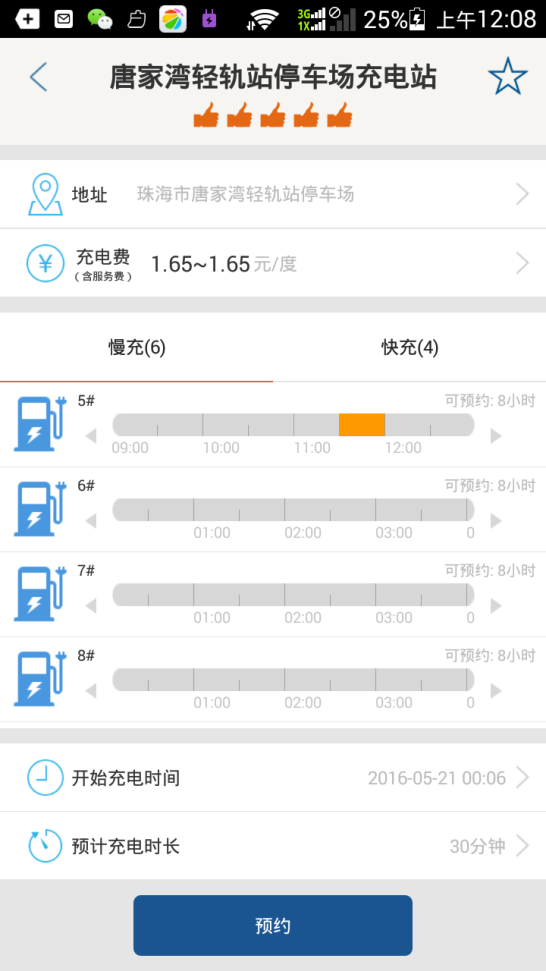 3G 1X 25% 上午12:08
唐家湾轻轨站停车场充电站
地址 珠海市唐家湾轻轨站停车场
充电费 1.65~1.65元/度
(含服务费)
慢充(6) 快充(4)
5# 可预约: 8小时
09:00 10:00 11:00 12:00
6# 可预约: 8小时
01:00 02:00 03:00 0
7# 可预约: 8小时
01:00 02:00 03:00 0
8# 可预约: 8小时
01:00 02:00 03:00 0
开始充电时间 2016-05-21 00:06
预计充电时长 30分钟
预约